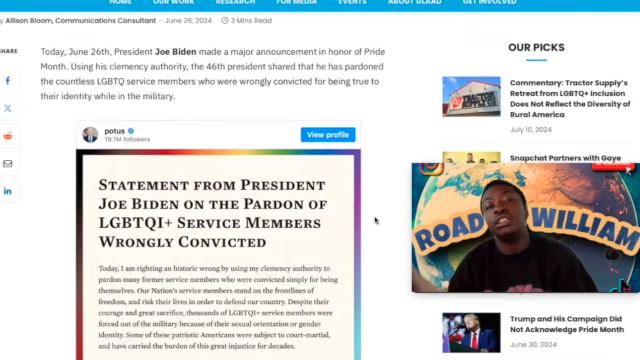 HOME OUR WORK RESEARCH FOR MEDIA EVENTS ABOUT GLAAD GET INVOLVED
y Allison Bloom, Communications Consultant · June 26, 2024 3 Mins Read
SHARE
Today, June 26th, President Joe Biden made a major announcement in honor of Pride
Month. Using his clemency authority, the 46th president shared that he has pardoned
the countless LGBTQ service members who were wrongly convicted for being true to
their identity while in the military.
potus
19.1M followers
View profile
STATEMENT FROM PRESIDENT
JOE BIDEN ON THE PARDON OF
LGBTQI+ SERVICE MEMBERS
WRONGLY CONVICTED
Today, I am righting an historic wrong by using my clemency authority to
pardon many former service members who were convicted simply for being
themselves. Our Nation's service members stand on the frontlines of
freedom, and risk their lives in order to defend our country. Despite their
courage and great sacrifice, thousands of LGBTQI+ service members were
forced out of the military because of their sexual orientation or gender
identity. Some of these patriotic Americans were subject to court-martial,
and have carried the burden of this great injustice for decades.
OUR PICKS
Commentary: Tractor Supply's
Retreat from LGBTQ+ Inclusion
Does Not Reflect the Diversity of
Rural America
July 10, 2024
Snapchat Partners with Gaye
ROAD WILLIAM
Trump and His Campaign Did
Not Acknowledge Pride Month
June 30, 2024